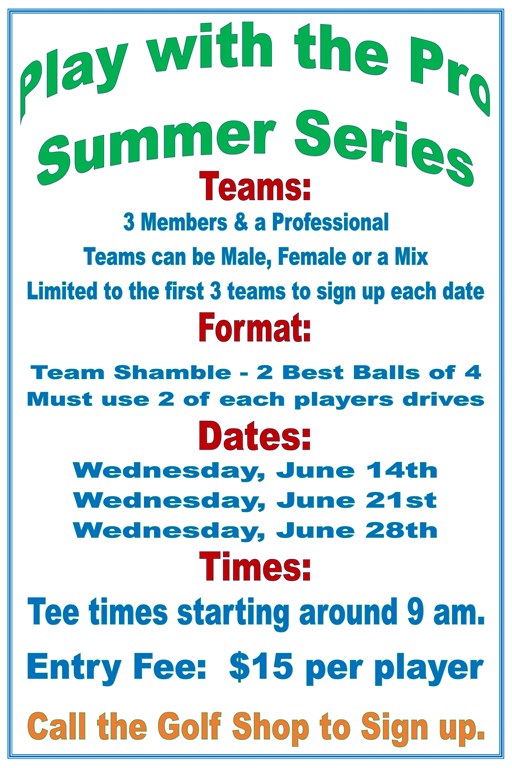 Play with the Pro
Summer Series
Teams:
3 Members & a Professional
Teams can be Male, Female or a Mix
Limited to the first 3 teams to sign up each date
Format:
Team Shamble - 2 Best Balls of 4
Must use 2 of each players drives
Dates:
Wednesday, June 14th
Wednesday, June 21st
Wednesday, June 28th
Times:
Tee times starting around 9 am.
Entry Fee: $15 per player
Call the Golf Shop to Sign up.